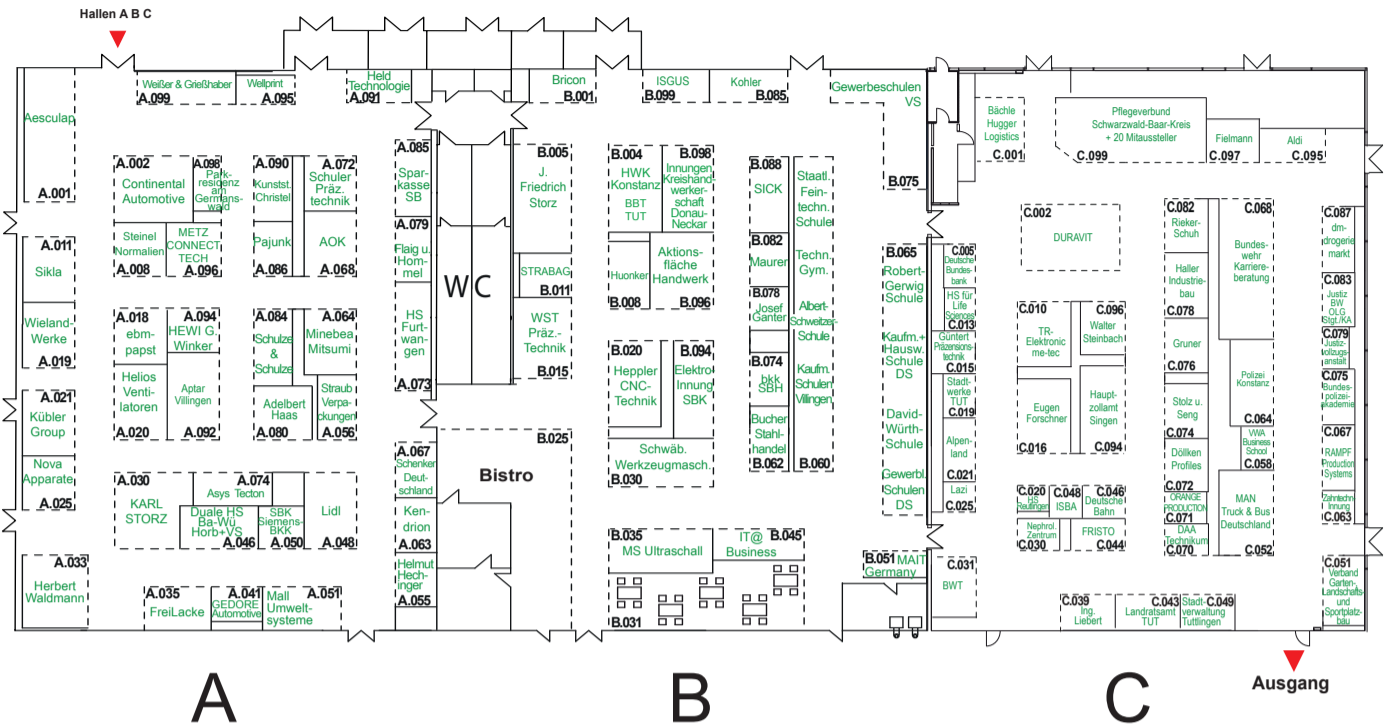 Hallen A B C
Aesculap
A.001
A.011
Sikla
Wieland-
Werke
A.019
A.021
Kübler
Group
Nova
Apparate
A.025
A.033
Herbert
Waldmann
Weißer & Grießhaber
A.099
Wellprint
A.095
Held
Technologie
A.091
A.002
Continental
Automotive
A.098
Park-
residenz
am
Germans-
wald
Steinel
Normalien
A.008
METZ
CONNECT
TECH
A.096
A.090
Kunstst.
Christel
A.072
Schuler
Präz.
technik
Pajunk
A.086
AOK
A.068
A.018
ebm-
papst
A.094
HEWI G.
Winker
Helios
Venti-
latoren
A.020
Aptar
Villingen
A.092
A.084
Schulze
&
Schulze
A.064
Minebea
Mitsumi
Adelbert
Haas
A.080
Straub
Verpa-
ckungen
A.056
A.030
KARL
STORZ
A.074
Asys Tecton
Duale HS
Ba-Wü
Horb+VS
A.046
SBK
Siemens-
BKK
A.050
Lidl
A.048
A.035
FreiLacke
A.041
GEDORE
Automotive
A.051
Mall
Umwelt-
systeme
A.085
Spar-
kasse
SB
A.079
Flaig u.
Hom-
mel
HS
Furt-
wangen
A.073
A.067
Schenker
Deut-
schland
Ken-
drion
A.063
Helmut
Hech-
inger
A.055
WC
Bistro
Bricon
B.001
B.005
J.
Friedrich
Storz
STRABAG
B.011
WST
Präz.-
Technik
B.015
B.025
ISGUS
B.099
Kohler
B.085
Gewerbeschulen
VS
B.075
B.004
HWK
Konstanz
BBT
TUT
B.098
Innungen
Kreishand
werker-
schaft
Donau-
Neckar
Huonker
B.008
Aktions-
fläche
Handwerk
B.096
B.020
Heppler
CNC-
Technik
B.094
Elektro
Innung
SBK
Schwäb.
Werkzeugmasch.
B.030
B.088
SICK
B.082
Maurer
B.078
Josef
Ganter
B.074
bkk
SBH
Bucher
Stahl-
handel
B.062
Staatl.
Fein-
techn.
Schule
Techn.
Gym.
Albert-
Schweitzer-
Schule
Kaufm.
Schulen
Villingen
B.060
B.065
Robert-
Gerwig
Schule
Kaufm.+
Hausw.
Schule
DS
David-
Würth-
Schule
Gewerbl.
Schulen
DS
B.035
MS Ultraschall
IT@
Business
B.045
B.031
B.051
MAIT
Germany
Bächle
Hugger
Logistics
C.001
Pflegeverbund
Schwarzwald-Baar-Kreis
+ 20 Mitaussteller
C.099
Fielmann
C.097
Aldi
C.095
C.002
DURAVIT
C.005
Deutsche
Bundes-
bank
HS für
Life
Sciences
C.013
Güntert
Präzensions-
technik
C.015
Stadt-
werke
TUT
C.019
Alpen-
land
C.021
Lazi
C.025
C.031
BWT
C.010
TR-
Elektronic
me-tec
C.096
Walter
Steinbach
Eugen
Forschner
C.016
Haupt-
zollamt
Singen
C.094
C.020
HS
Reutlingen
C.048
ISBA
C.046
Deutsche
Bahn
Nephrol.
Zentrum
C.030
FRISTO
C.044
C.039
Ing.
Liebert
C.043
Landratsamt
TUT
Stadt-
C.049
verwaltung
Tuttlingen
C.082
Rieker-
Schuh
Haller
Industrie-
bau
C.078
Gruner
C.076
Stolz u.
Seng
C.074
Döllken
Profiles
C.072
ORANGE
PRODUCTION
C.071
DAA
Technikum
C.070
C.068
Bundes-
wehr
Karriere-
beratung
Polizei
Konstanz
C.064
VWA
Business
School
C.058
MAN
Truck & Bus
Deutschland
C.052
C.087
dm-
drogerie
markt
C.083
Justiz
BW
OLG
Stgt./KA
C.079
Justiz-
vollzugs-
anstalt
C.075
Bundes-
polizei-
akademie
C.067
RAMPF
Production
Systems
Zahntechn
Innung
C.063
C.051
Verband
Garten-
Landschafts-
und
Sportplatz-
bau
Ausgang
A
B
C